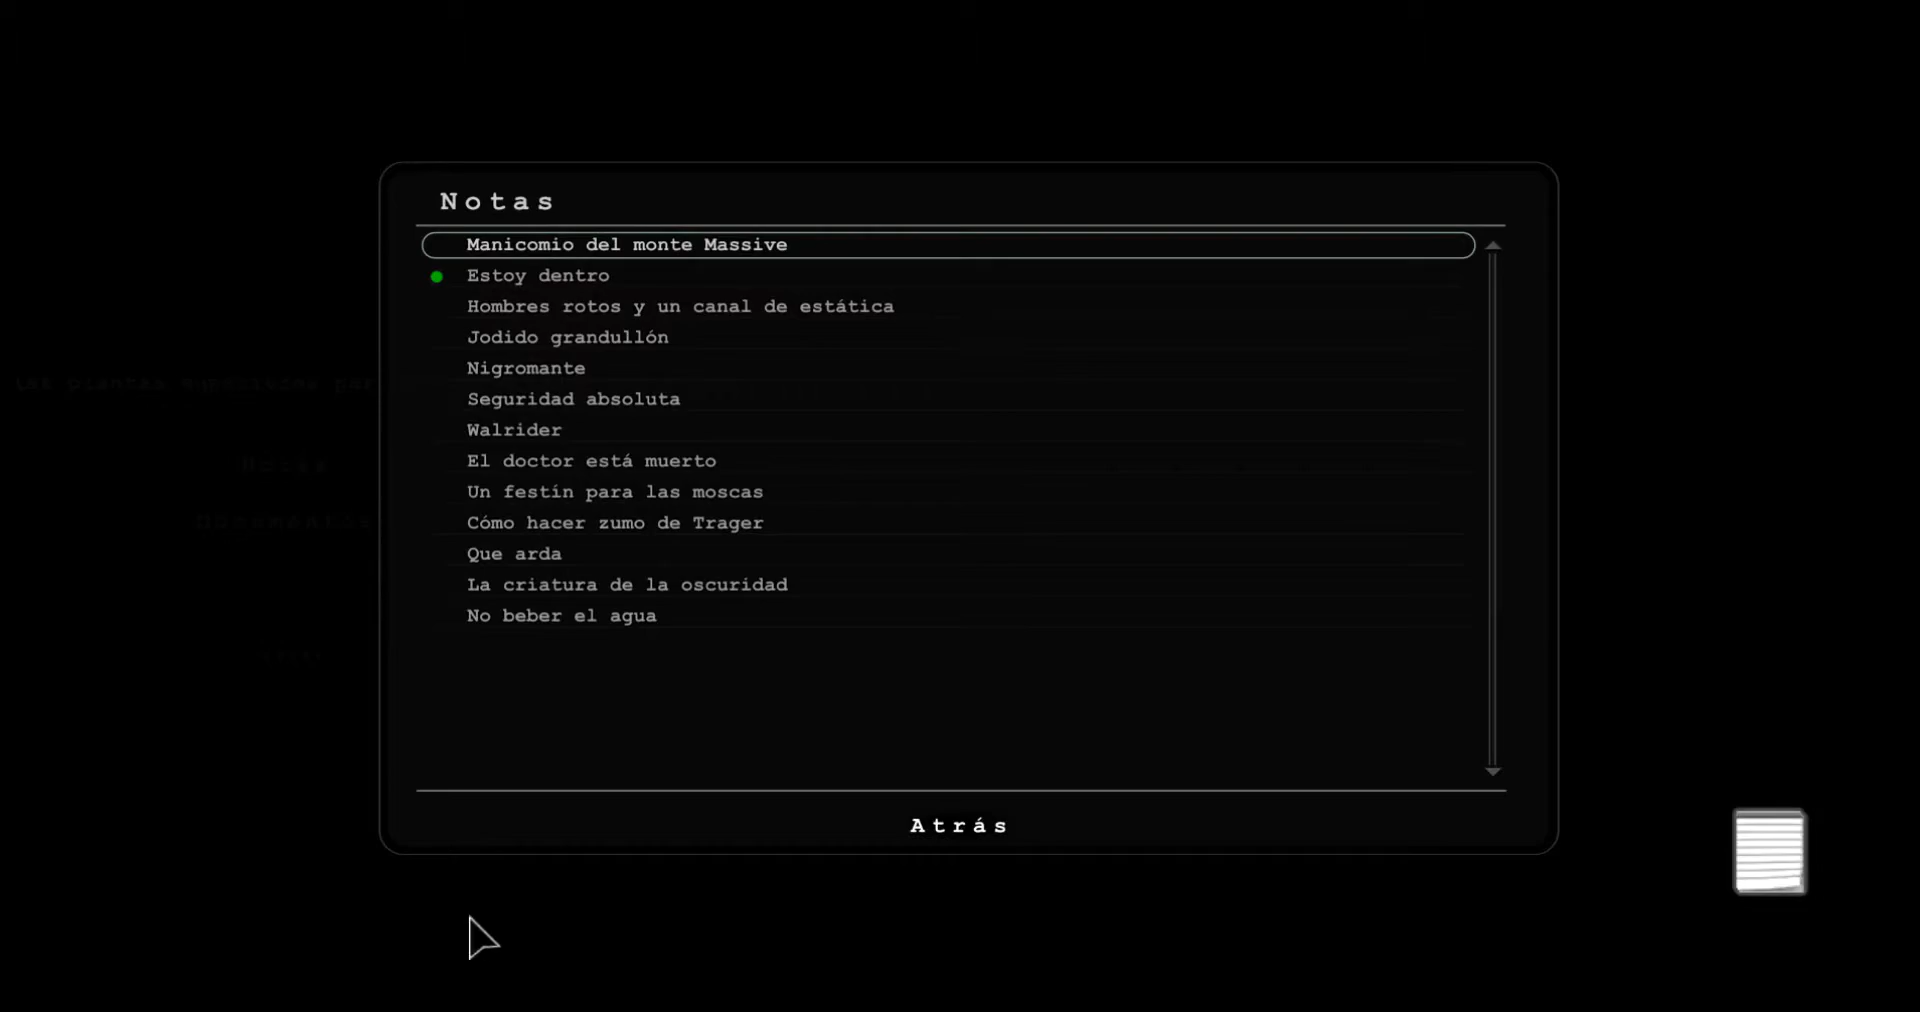 Notas
Manicomio del monte Massive
Estoy dentro
Hombres rotos y un canal de estática
Jodido grandullón
Nigromante
Seguridad absoluta
Walrider
El doctor está muerto
Un festín para las moscas
Cómo hacer zumo de Trager
Que arda
La criatura de la oscuridad
No beber el agua
Atrás